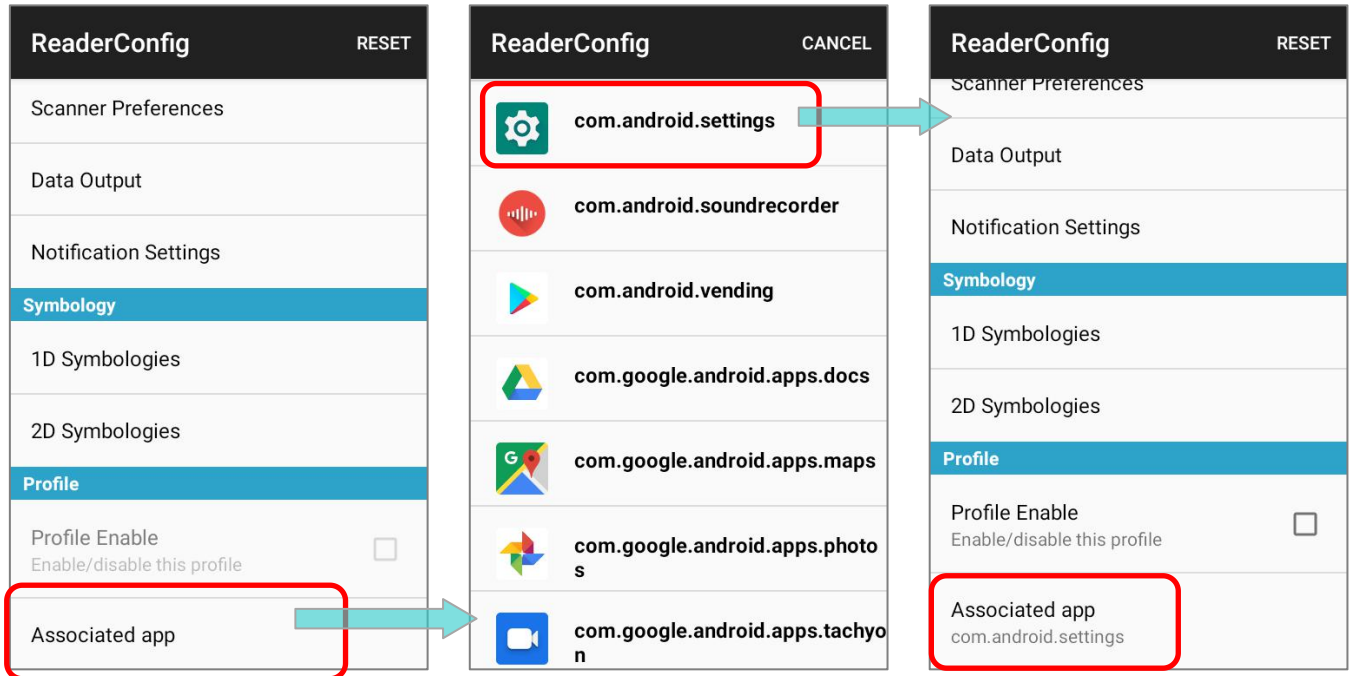 ReaderConfig RESET
Scanner Preferences
Data Output
Notification Settings
Symbology
1D Symbologies
2D Symbologies
Profile
Profile Enable
Enable/disable this profile
Associated app
ReaderConfig CANCEL
com.android.settings
com.android.soundrecorder
com.android.vending
com.google.android.apps.docs
G
com.google.android.apps.maps
com.google.android.apps.photo
s
com.google.android.apps.tachyo
n
ReaderConfig RESET
Scanner Preferences
Data Output
Notification Settings
Symbology
1D Symbologies
2D Symbologies
Profile
Profile Enable
Enable/disable this profile
Associated app
com.android.settings